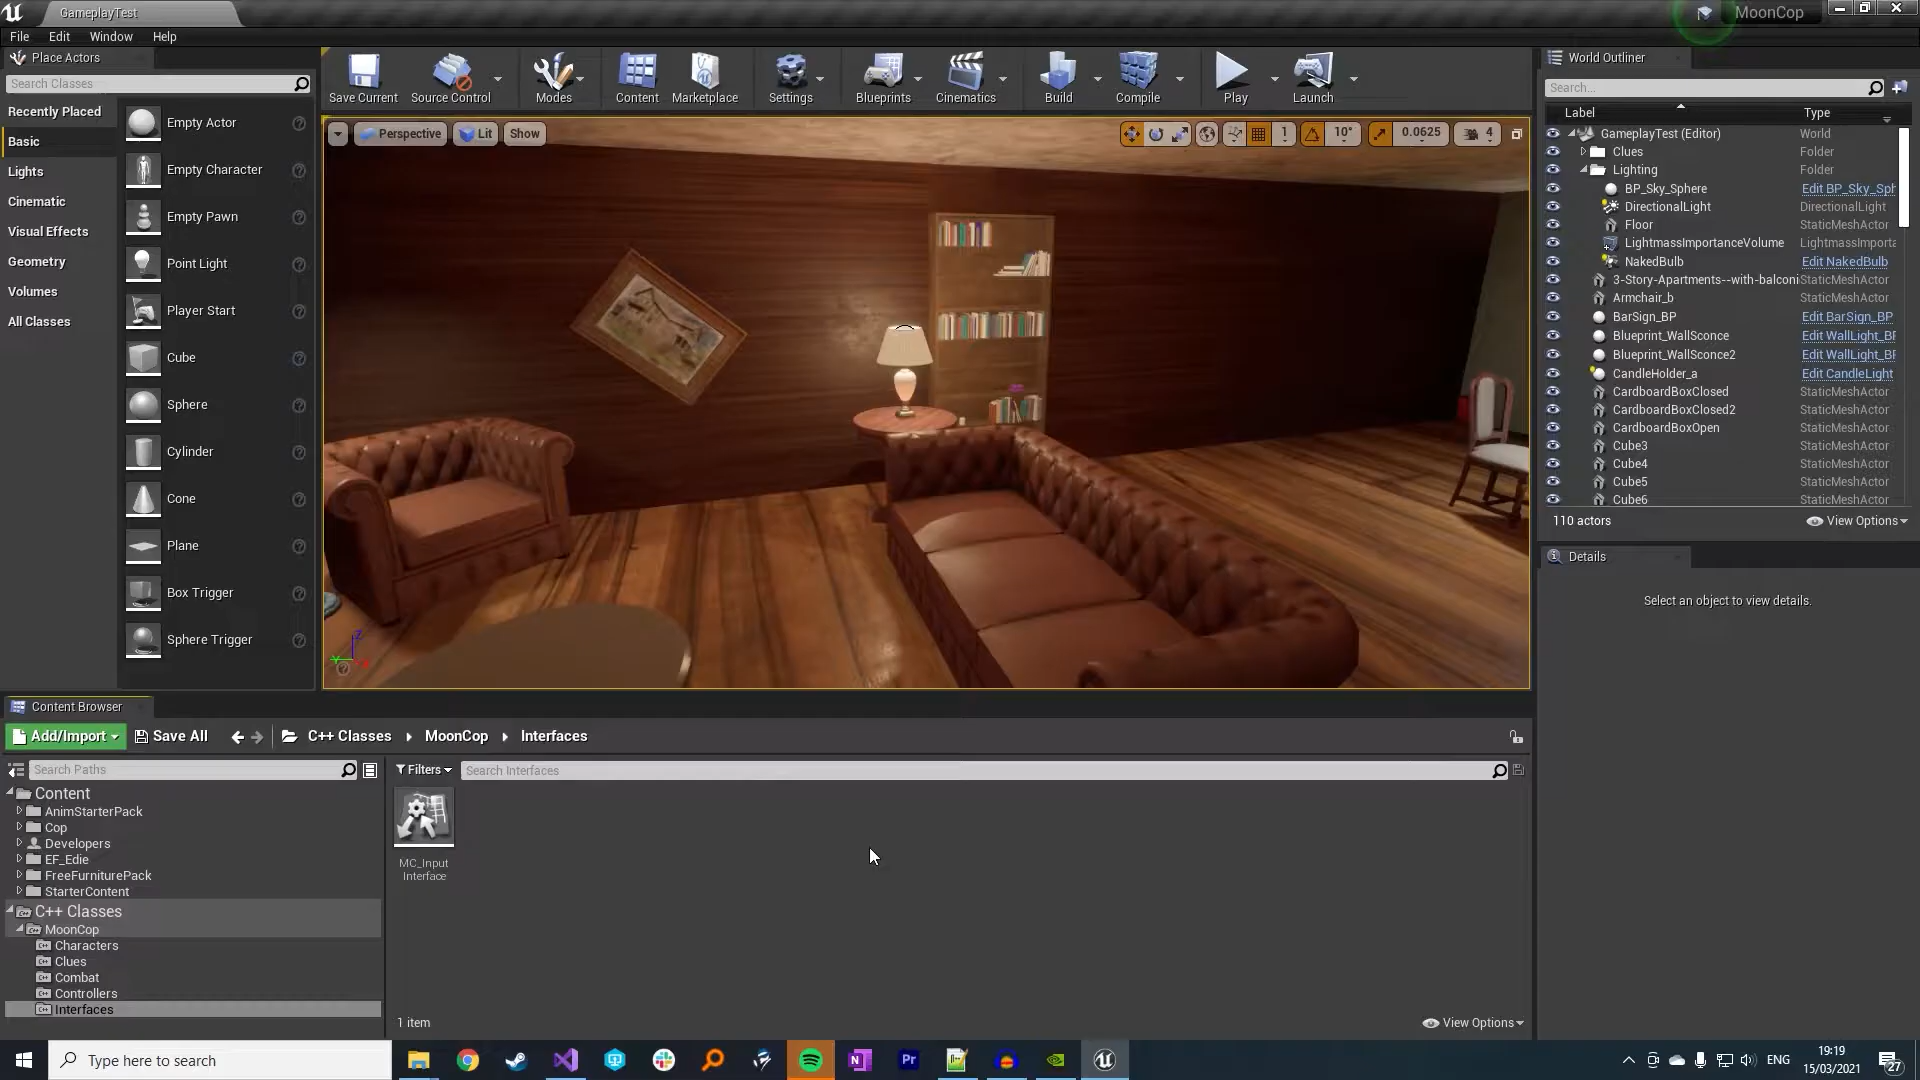 GameplayTest
MoonCop
File Edit Window Help
Place Actors
Search Classes
Recently Placed
Basic
Lights
Cinematic
Visual Effects
Geometry
Volumes
All Classes
Empty Actor
Empty Character
Empty Pawn
Point Light
Player Start
Cube
Sphere
Cylinder
Cone
Plane
Box Trigger
Sphere Trigger
Save Current Source Control Modes Content Marketplace Settings Blueprints Cinematics Build Compile Play Launch
Perspective Lit Show
1 10° 0.0625 4
World Outliner
Search...
Label Type
GameplayTest (Editor) World
Clues Folder
Lighting Folder
BP_Sky_Sphere Edit BP_Sky_Sph
DirectionalLight DirectionalLight
Floor StaticMeshActor
LightmassImportanceVolume LightmassImporta
NakedBulb Edit NakedBulb
3-Story-Apartments--with-balconi StaticMeshActor
Armchair_b StaticMeshActor
BarSign_BP Edit BarSign_BP
Blueprint_WallSconce Edit WallLight_BP
Blueprint_WallSconce2 Edit WallLight_BP
CandleHolder_a Edit CandleLight
CardboardBoxClosed StaticMeshActor
CardboardBoxClosed2 StaticMeshActor
CardboardBoxOpen StaticMeshActor
Cube3 StaticMeshActor
Cube4 StaticMeshActor
Cube5 StaticMeshActor
Cube6 StaticMeshActor
110 actors View Options
Details
Select an object to view details.
Content Browser
Add/Import Save All C++ Classes MoonCop Interfaces
Search Paths
Filters Search Interfaces
Content
AnimStarterPack
Cop
Developers
EF_Edie
FreeFurniturePack
StarterContent
C++ Classes
MoonCop
Characters
Clues
Combat
Controllers
Interfaces
MC_Input
Interface
1 item View Options
Type here to search
ENG
19:19
15/03/2021
27